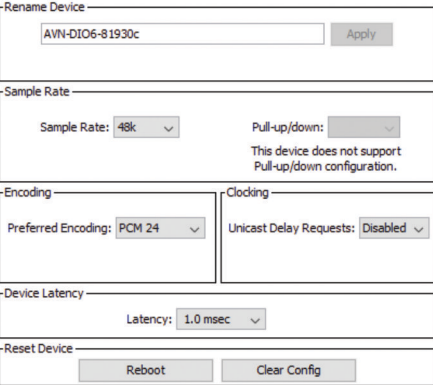 Rename Device
AVN-DIO6-81930c
Apply
Sample Rate
Sample Rate: 48k
Pull-up/down:
This device does not support
Pull-up/down configuration.
Encoding
Clocking
Preferred Encoding: PCM 24
Unicast Delay Requests: Disabled
Device Latency
Latency: 1.0 msec
Reset Device
Reboot
Clear Config